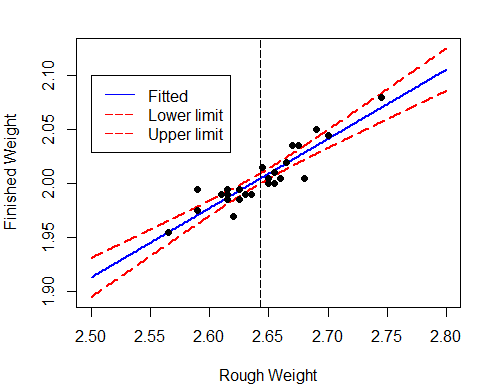 Finished Weight
2.10
2.05
2.00
1.95
1.90
Fitted
Lower limit
Upper limit
2.50 2.55 2.60 2.65 2.70 2.75 2.80
Rough Weight